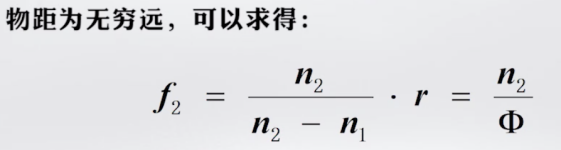 物距为无穷远，可以求得：
f₂ = n₂ / (n₂ − n₁) · r = n₂ / Φ